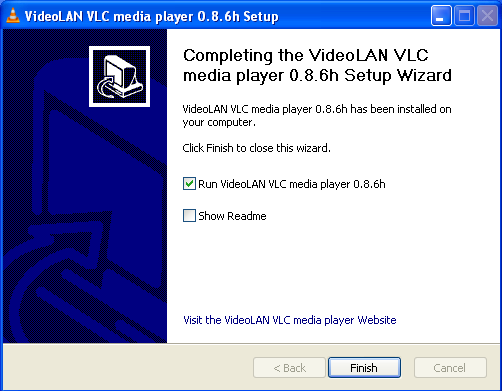 VideoLAN VLC media player 0.8.6h Setup
Completing the VideoLAN VLC
media player 0.8.6h Setup Wizard
VideoLAN VLC media player 0.8.6h has been installed on
your computer.
Click Finish to close this wizard.
Run VideoLAN VLC media player 0.8.6h
Show Readme
Visit the VideoLAN VLC media player Website
< Back
Finish
Cancel